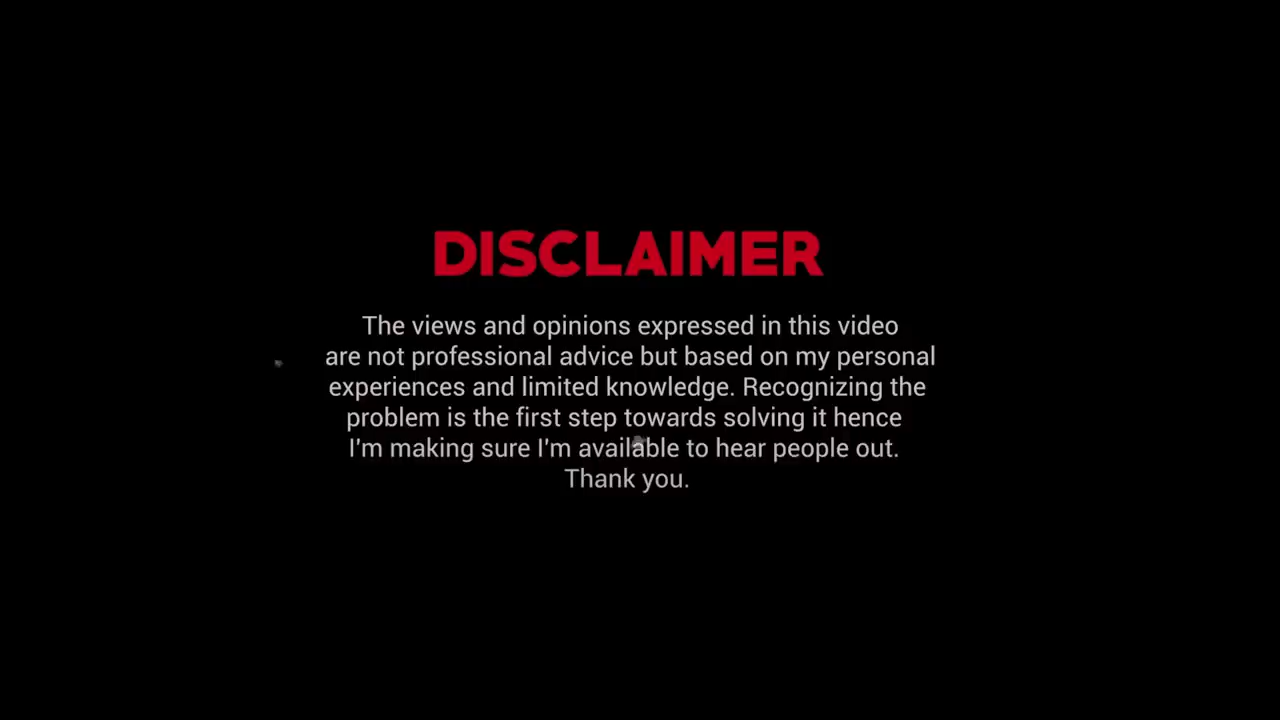 DISCLAIMER
The views and opinions expressed in this video
are not professional advice but based on my personal
experiences and limited knowledge. Recognizing the
problem is the first step towards solving it hence
I'm making sure I'm available to hear people out.
Thank you.